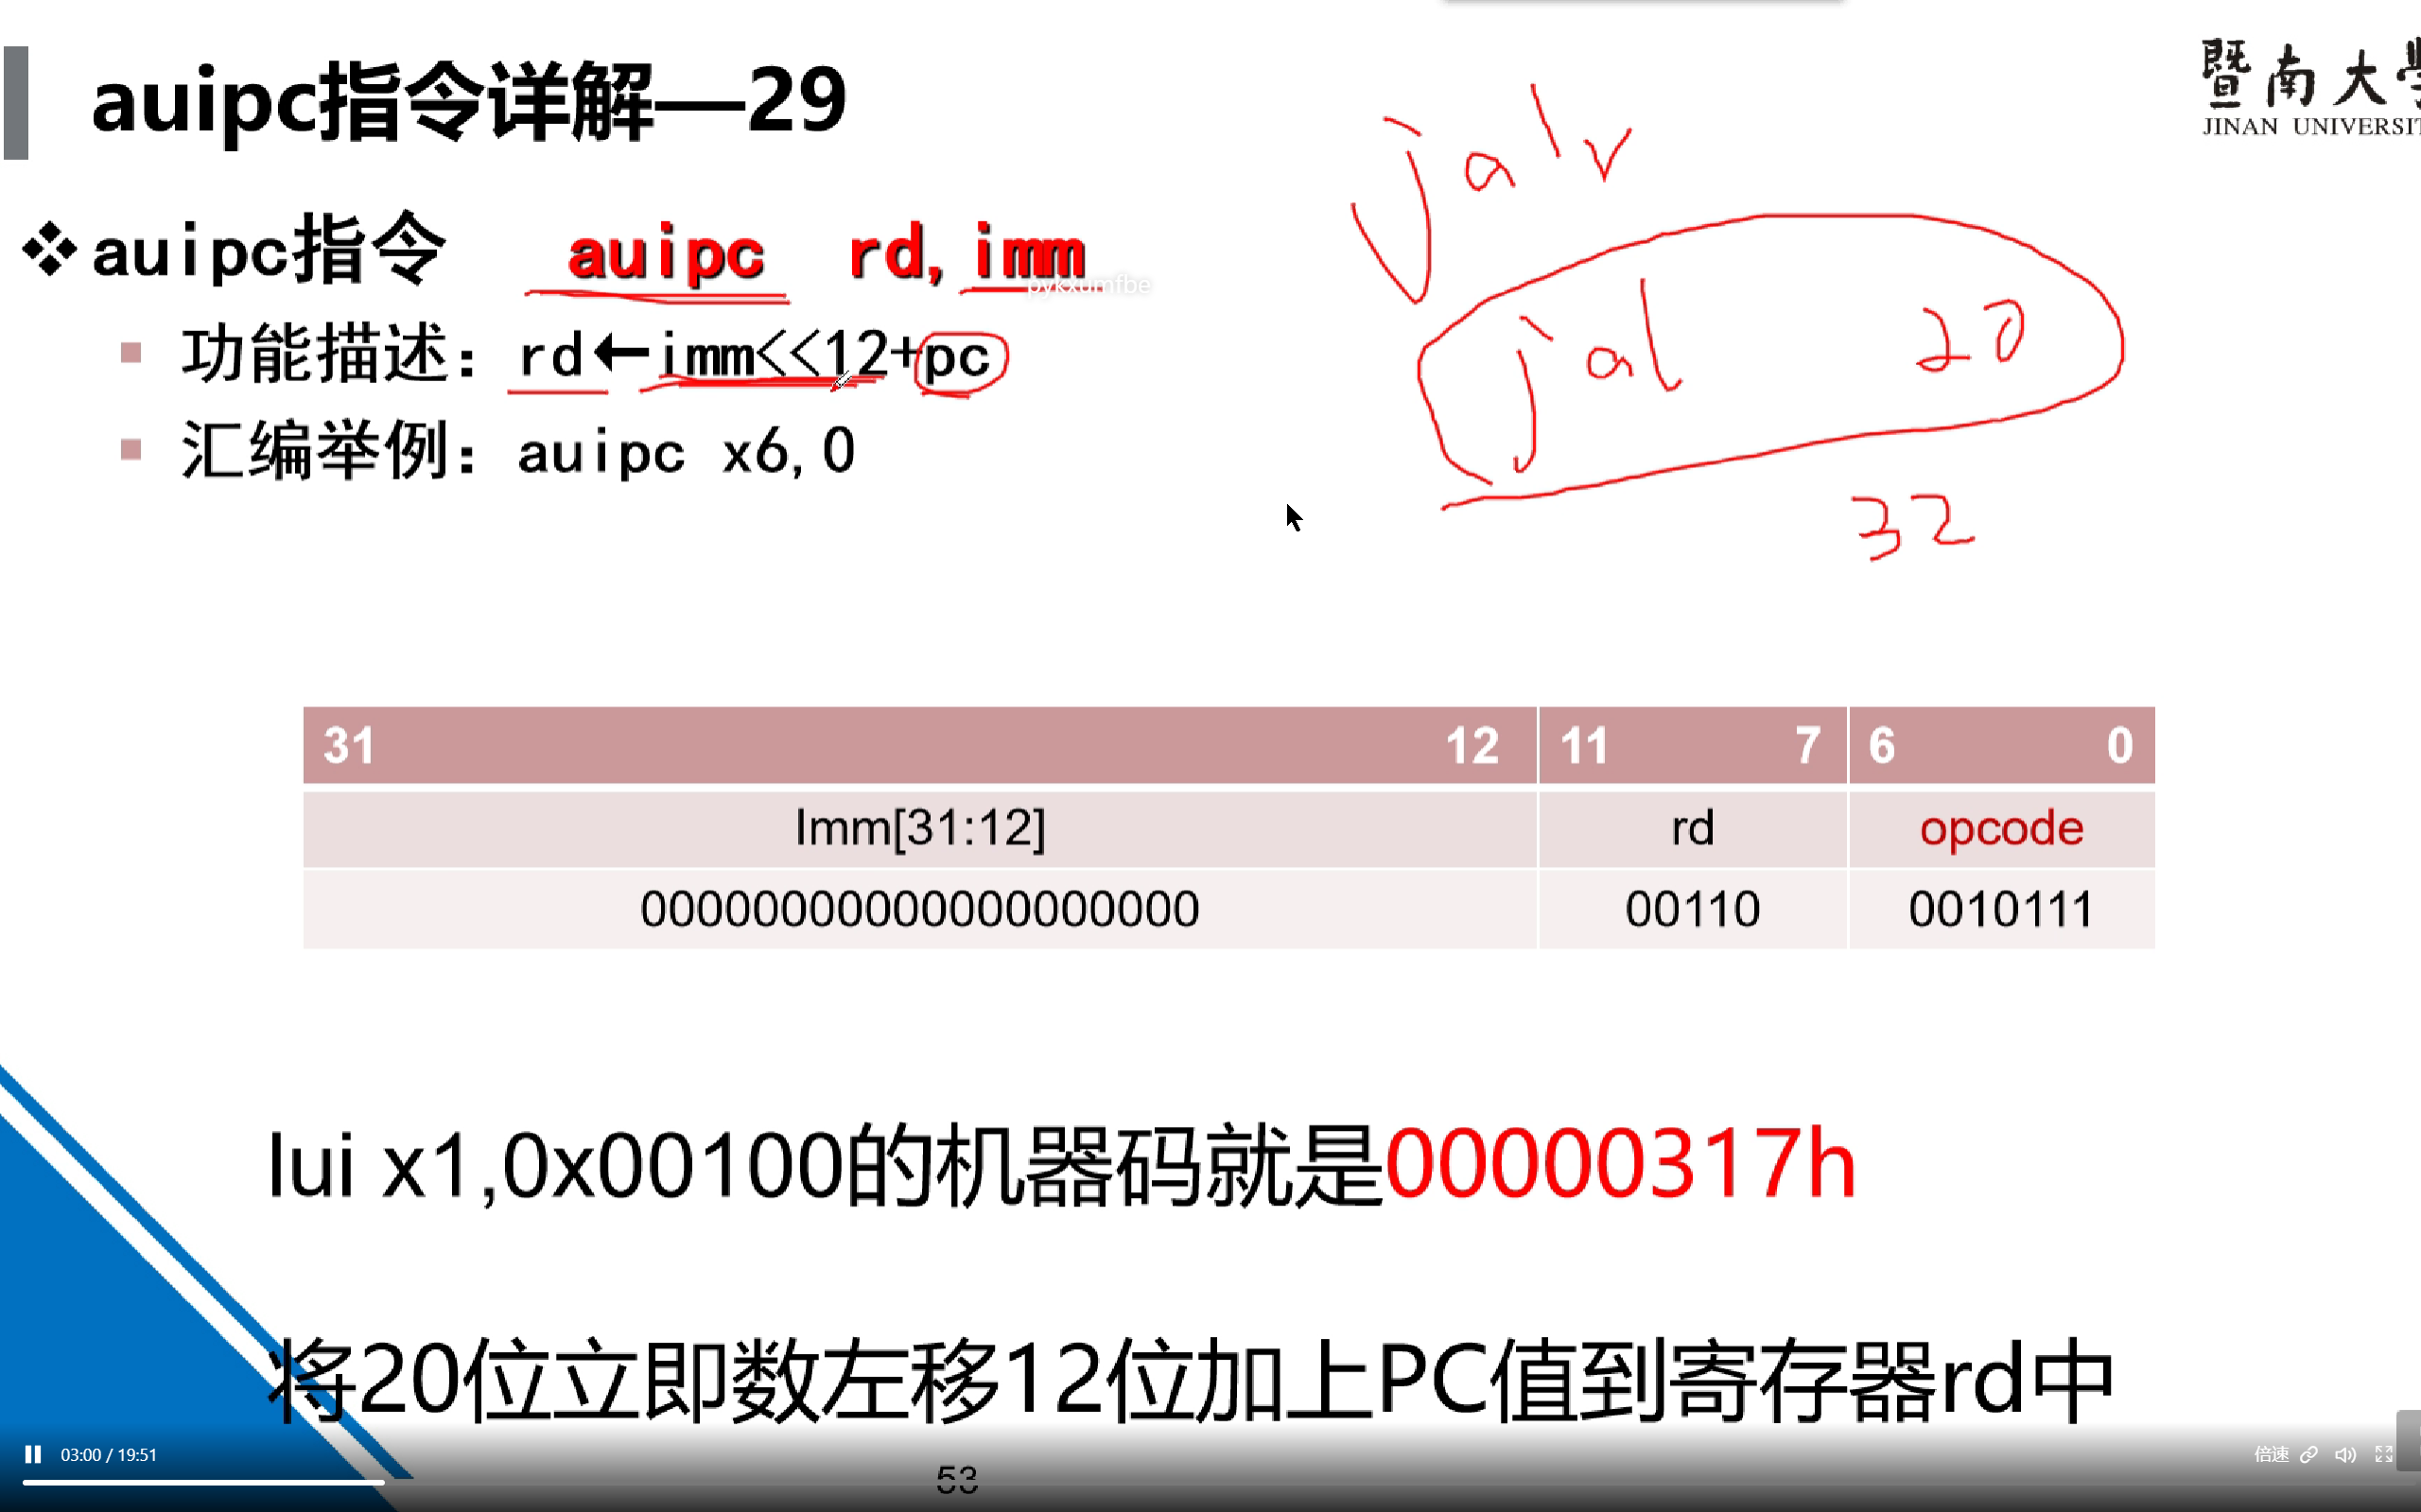 auipc指令详解—29
暨南大学
JINAN UNIVERSIT
jalr
❖auipc指令 auipc rd,imm
pykxumfbe
功能描述：rd←imm<<12+pc
jal 20
汇编举例：auipc x6,0
32
31 12 11 7 6 0
Imm[31:12] rd opcode
00000000000000000000 00110 0010111
lui x1,0x00100的机器码就是00000317h
将20位立即数左移12位加上PC值到寄存器rd中
03:00 / 19:51 倍速
53